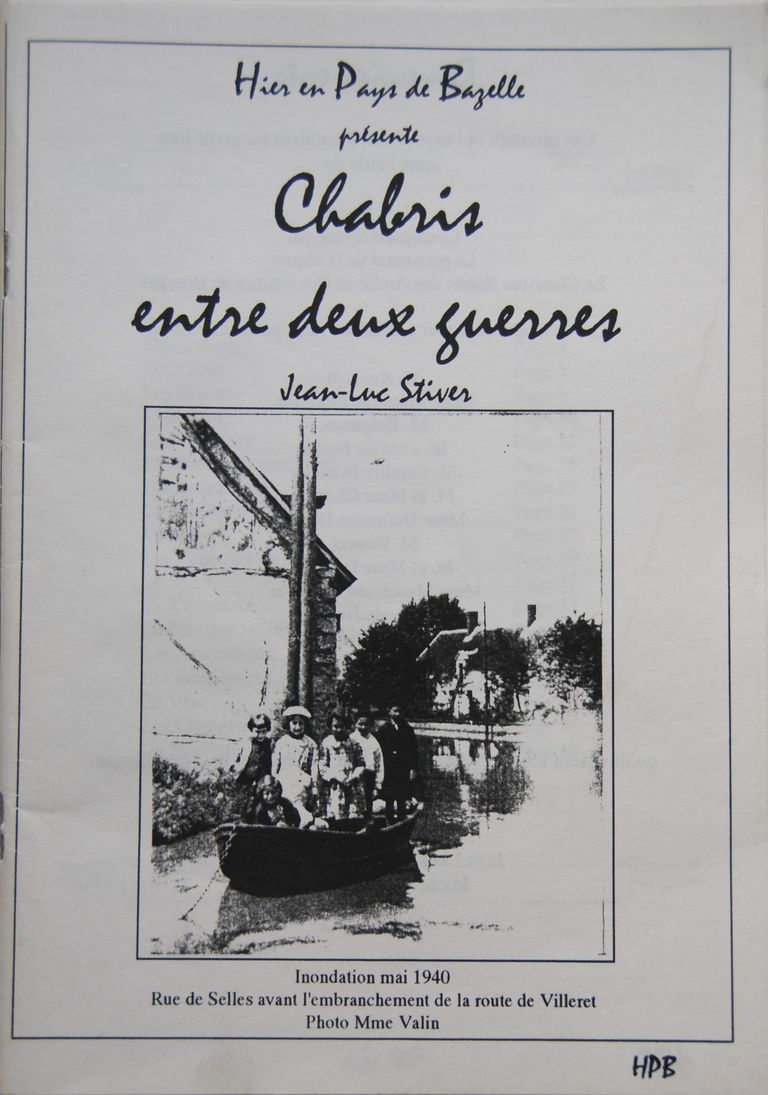 Hier en Pays de Bazelle
présente
Chabris
entre deux guerres
Jean-Luc Stiver
Inondation mai 1940
Rue de Selles avant l'embranchement de la route de Villeret
Photo Mme Valin
HPB